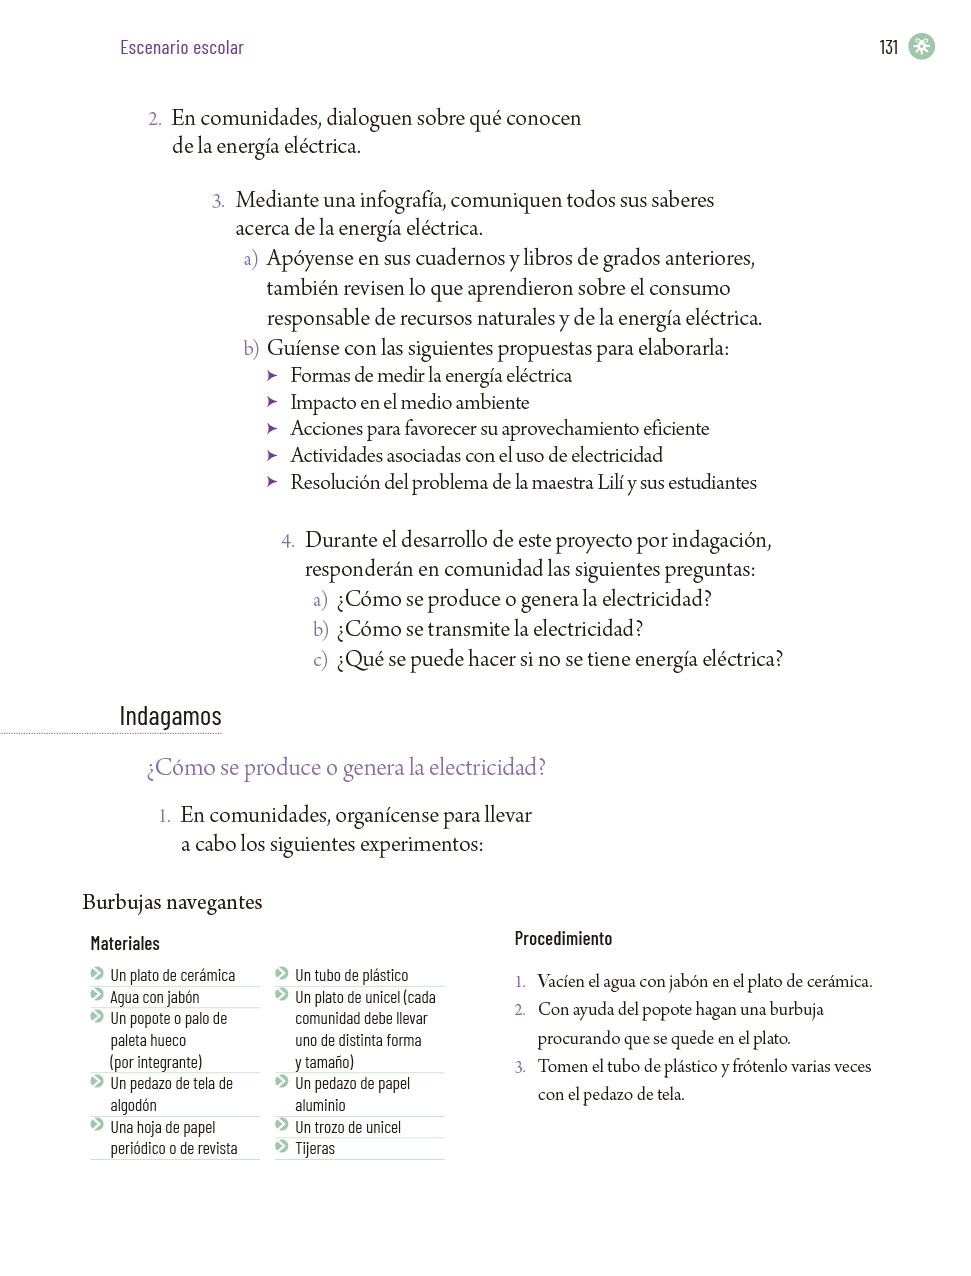 Escenario escolar
131
2. En comunidades, dialoguen sobre qué conocen
de la energía eléctrica.
3. Mediante una infografía, comuniquen todos sus saberes
acerca de la energía eléctrica.
a) Apóyense en sus cuadernos y libros de grados anteriores,
también revisen lo que aprendieron sobre el consumo
responsable de recursos naturales y de la energía eléctrica.
b) Guíense con las siguientes propuestas para elaborarla:
➤ Formas de medir la energía eléctrica
➤ Impacto en el medio ambiente
➤ Acciones para favorecer su aprovechamiento eficiente
➤ Actividades asociadas con el uso de electricidad
➤ Resolución del problema de la maestra Lilí y sus estudiantes
4. Durante el desarrollo de este proyecto por indagación,
responderán en comunidad las siguientes preguntas:
a) ¿Cómo se produce o genera la electricidad?
b) ¿Cómo se transmite la electricidad?
c) ¿Qué se puede hacer si no se tiene energía eléctrica?
Indagamos
¿Cómo se produce o genera la electricidad?
1. En comunidades, organícense para llevar
a cabo los siguientes experimentos:
Burbujas navegantes
Materiales
Un plato de cerámica
Agua con jabón
Un popote o palo de
paleta hueco
(por integrante)
Un pedazo de tela de
algodón
Una hoja de papel
periódico o de revista
Un tubo de plástico
Un plato de unicel (cada
comunidad debe llevar
uno de distinta forma
y tamaño)
Un pedazo de papel
aluminio
Un trozo de unicel
Tijeras
Procedimiento
1. Vacíen el agua con jabón en el plato de cerámica.
2. Con ayuda del popote hagan una burbuja
procurando que se quede en el plato.
3. Tomen el tubo de plástico y frótenlo varias veces
con el pedazo de tela.